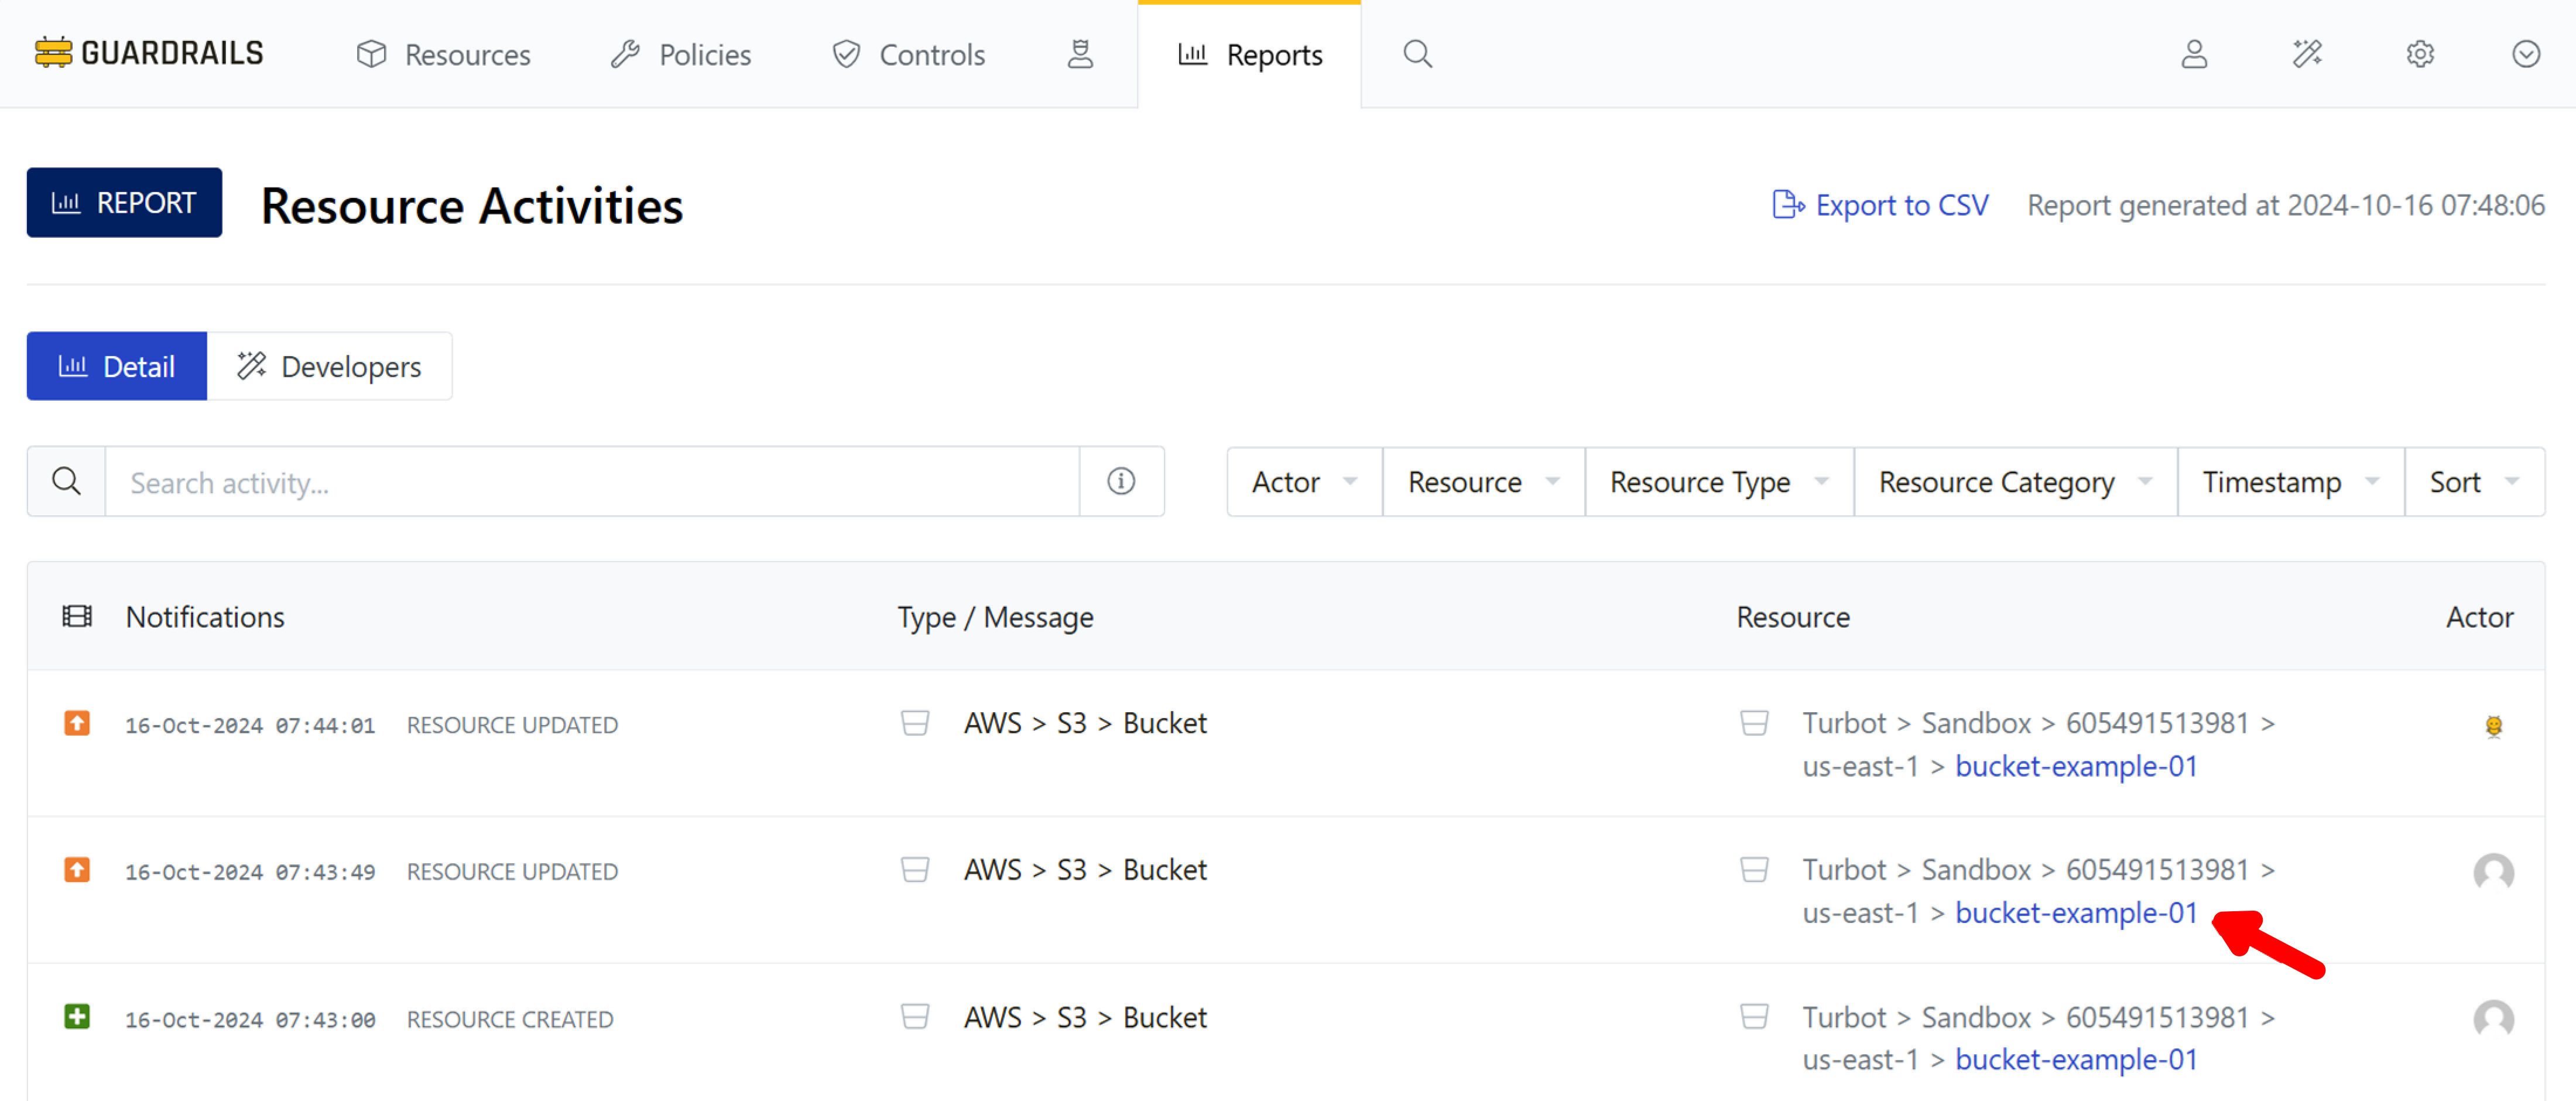 GUARDRAILS Resources Policies Controls Reports
REPORT Resource Activities Export to CSV Report generated at 2024-10-16 07:48:06
Detail Developers
Search activity... Actor Resource Resource Type Resource Category Timestamp Sort
Notifications Type / Message Resource Actor
16-Oct-2024 07:44:01 RESOURCE UPDATED AWS > S3 > Bucket Turbot > Sandbox > 605491513981 >
us-east-1 > bucket-example-01
16-Oct-2024 07:43:49 RESOURCE UPDATED AWS > S3 > Bucket Turbot > Sandbox > 605491513981 >
us-east-1 > bucket-example-01
16-Oct-2024 07:43:00 RESOURCE CREATED AWS > S3 > Bucket Turbot > Sandbox > 605491513981 >
us-east-1 > bucket-example-01